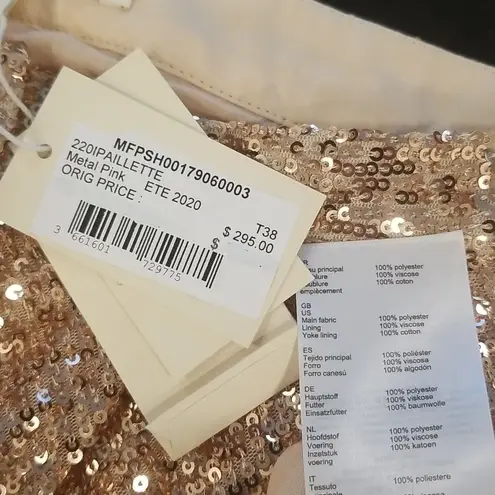 MFPSH00179060003
220IPAILLETTE
Metal Pink ETE 2020
ORIG PRICE :
T38
$ 295.00
$
3 661601 729775
100% polyester
100% viscose
100% coton
empiècement
GB
US
Main fabric 100% polyester
Lining 100% viscose
Yoke lining 100% cotton
ES
Tejido principal 100% poliéster
Forro 100% viscosa
Forro canesú 100% algodón
DE
Hauptstoff 100% polyester
Futter 100% viskose
Einsatzfutter 100% baumwolle
NL
Hoofdstof 100% polyester
Voering 100% viscose
Inzetstuk 100% katoen
voering
IT
Tessuto 100% poliestere